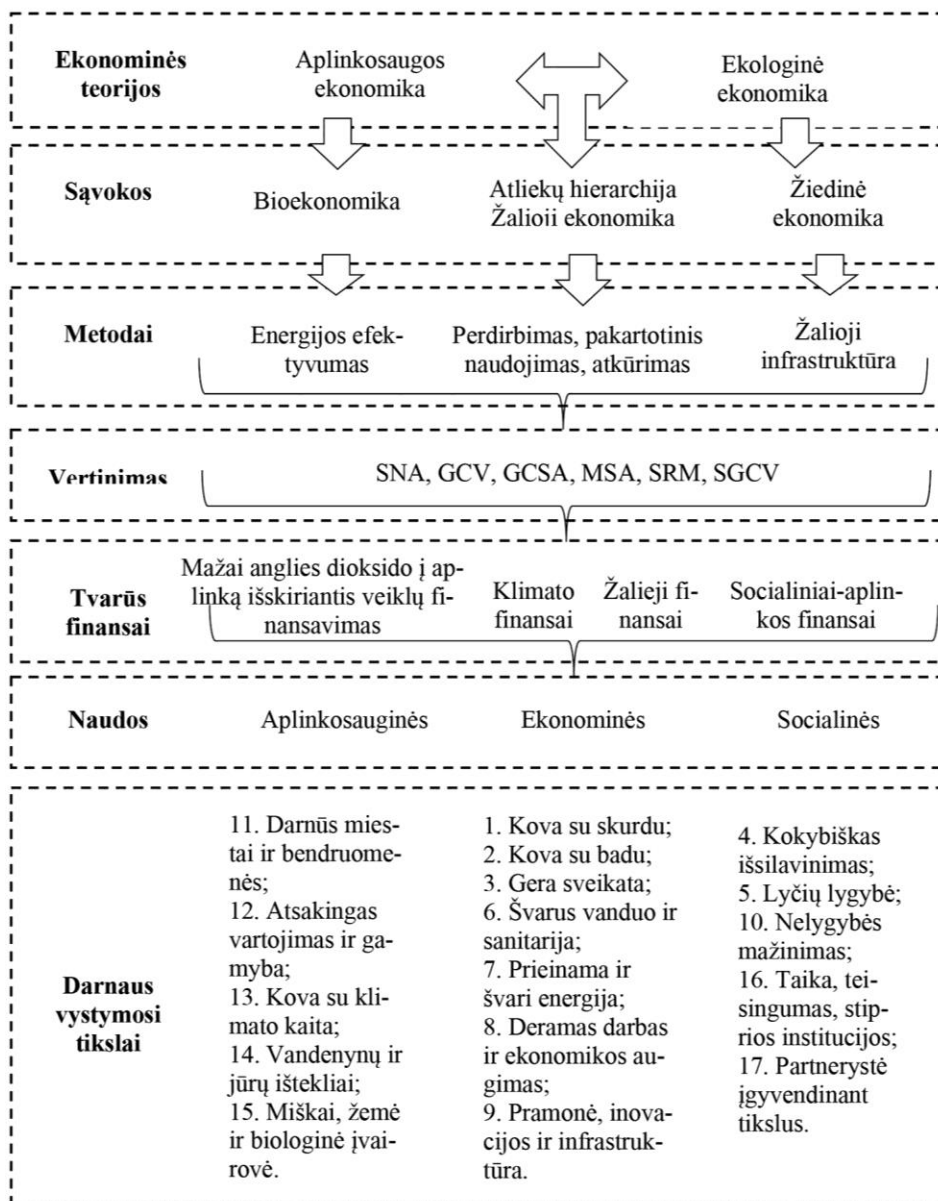 Ekonominės
teorijos
Aplinkosaugos
ekonomika
Ekologinė
ekonomika
Sąvokos
Bioekonomika
Atliekų hierarchija
Žalioii ekonomika
Žiedinė
ekonomika
Metodai
Energijos efek-
tyvumas
Perdirbimas, pakartotinis
naudojimas, atkūrimas
Žalioji
infrastruktūra
Vertinimas
SNA, GCV, GCSA, MSA, SRM, SGCV
Tvarūs
finansai
Mažai anglies dioksido į ap-
linką išskiriantis veiklų fi-
nansavimas
Klimato
finansai
Žalieji fi-
nansai
Socialiniai-aplin-
kos finansai
Naudos
Aplinkosauginės
Ekonominės
Socialinės
Darnaus
vystymosi
tikslai
11. Darnūs mies-
tai ir bendruome-
nės;
12. Atsakingas
vartojimas ir ga-
myba;
13. Kova su kli-
mato kaita;
14. Vandenynų ir
jūrų ištekliai;
15. Miškai, žemė
ir biologinė įvai-
rovė.
1. Kova su skurdu;
2. Kova su badu;
3. Gera sveikata;
6. Švarus vanduo ir
sanitarija;
7. Prieinama ir
švari energija;
8. Deramas darbas
ir ekonomikos au-
gimas;
9. Pramonė, inova-
cijos ir infrastruk-
tūra.
4. Kokybiškas
išsilavinimas;
5. Lyčių lygybė;
10. Nelygybės
mažinimas;
16. Taika, tei-
singumas, stip-
rios institucijos;
17. Partnerystė
įgyvendinant
tikslus.